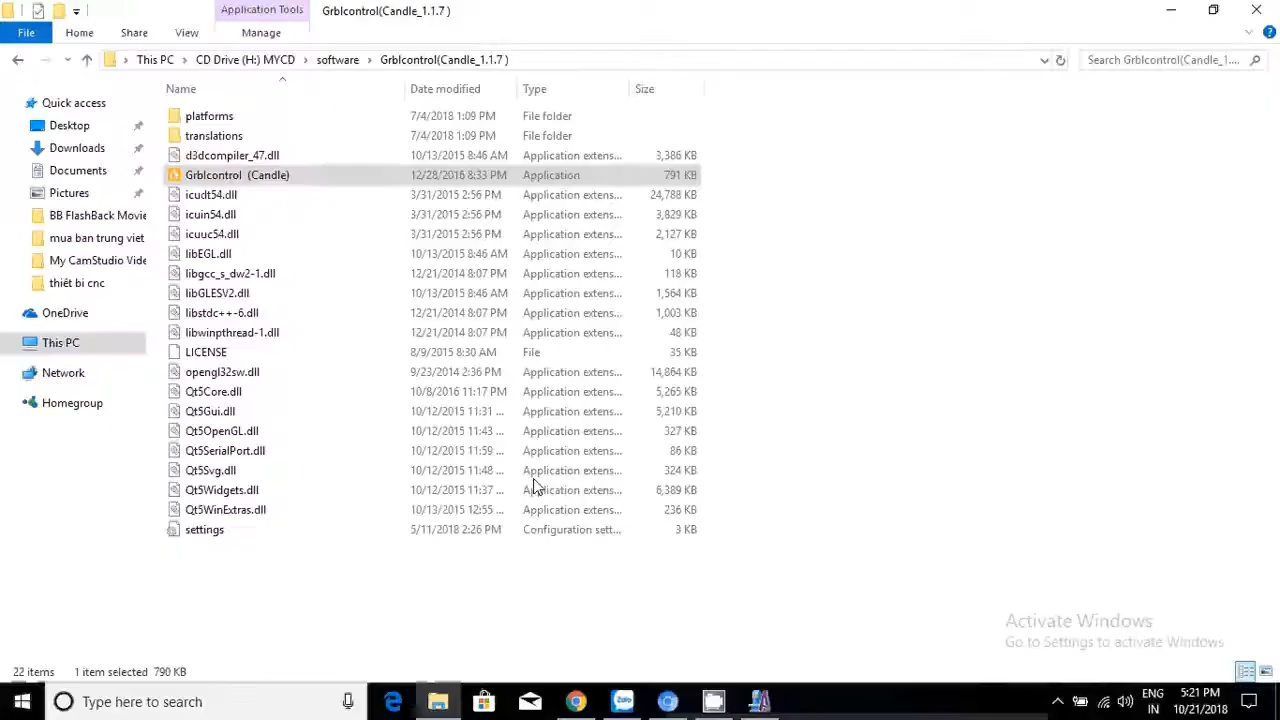 Application Tools Grblcontrol(Candle_1.1.7 )
File Home Share View Manage
This PC CD Drive (H:) MYCD software Grblcontrol(Candle_1.1.7 ) Search Grblcontrol(Candle_1....
Name Date modified Type Size
Quick access
Desktop
Downloads
Documents
Pictures
BB FlashBack Movie
mua ban trung viet
My CamStudio Vide
thiêt bi cnc
OneDrive
This PC
Network
Homegroup
platforms 7/4/2018 1:09 PM File folder
translations 7/4/2018 1:09 PM File folder
d3dcompiler_47.dll 10/13/2015 8:46 AM Application extens... 3,386 KB
Grblcontrol (Candle) 12/28/2016 8:33 PM Application 791 KB
icudt54.dll 3/31/2015 2:56 PM Application extens... 24,788 KB
icuin54.dll 3/31/2015 2:56 PM Application extens... 3,829 KB
icuuc54.dll 3/31/2015 2:56 PM Application extens... 2,127 KB
libEGL.dll 10/13/2015 8:46 AM Application extens... 10 KB
libgcc_s_dw2-1.dll 12/21/2014 8:07 PM Application extens... 118 KB
libGLESV2.dll 10/13/2015 8:46 AM Application extens... 1,564 KB
libstdc++-6.dll 12/21/2014 8:07 PM Application extens... 1,003 KB
libwinpthread-1.dll 12/21/2014 8:07 PM Application extens... 48 KB
LICENSE 8/9/2015 8:30 AM File 35 KB
opengl32sw.dll 9/23/2014 2:36 PM Application extens... 14,864 KB
Qt5Core.dll 10/8/2016 11:17 PM Application extens... 5,265 KB
Qt5Gui.dll 10/12/2015 11:31 ... Application extens... 5,210 KB
Qt5OpenGL.dll 10/12/2015 11:43 ... Application extens... 327 KB
Qt5SerialPort.dll 10/12/2015 11:59 ... Application extens... 86 KB
Qt5Svg.dll 10/12/2015 11:48 ... Application extens... 324 KB
Qt5Widgets.dll 10/12/2015 11:37 ... Application extens... 6,389 KB
Qt5WinExtras.dll 10/13/2015 12:55 ... Application extens... 236 KB
settings 5/11/2018 2:26 PM Configuration sett... 3 KB
Activate Windows
Go to Settings to activate Windows
22 items 1 item selected 790 KB
Type here to search
Zalo
ENG 5:21 PM
IN 10/21/2018